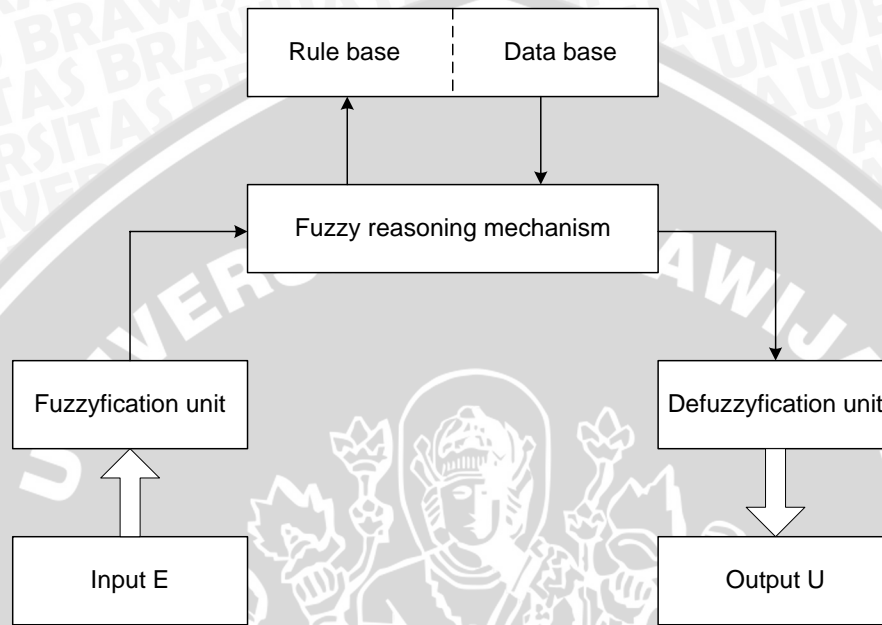 Rule base
Data base
Fuzzy reasoning mechanism
Fuzzyfication unit
Defuzzyfication unit
Input E
Output U